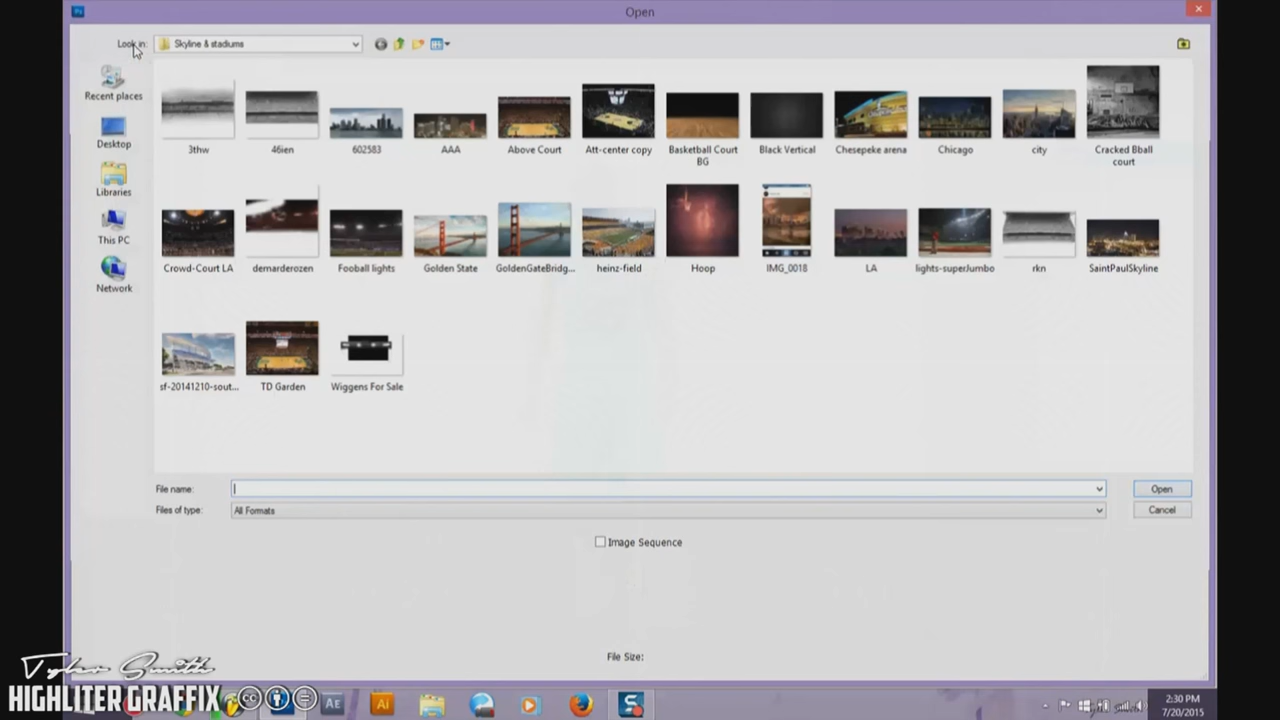 Open
Look in:
Skyline & stadiums
Recent places
Desktop
Libraries
This PC
Network
3thw
46ien
602583
AAA
Above Court
Att-center copy
Basketball Court
BG
Black Vertical
Chesepeke arena
Chicago
city
Cracked Bball
court
Crowd-Court LA
demarderozen
Fooball lights
Golden State
GoldenGateBridg...
heinz-field
Hoop
IMG_0018
LA
lights-superJumbo
rkn
SaintPaulSkyline
sf-20141210-sout...
TD Garden
Wiggens For Sale
File name:
Open
Files of type:
All Formats
Cancel
Image Sequence
File Size:
Tyler Smith
HIGHLITER GRAFFIX
cc
AE
Ai
S
2:30 PM
7/20/2015